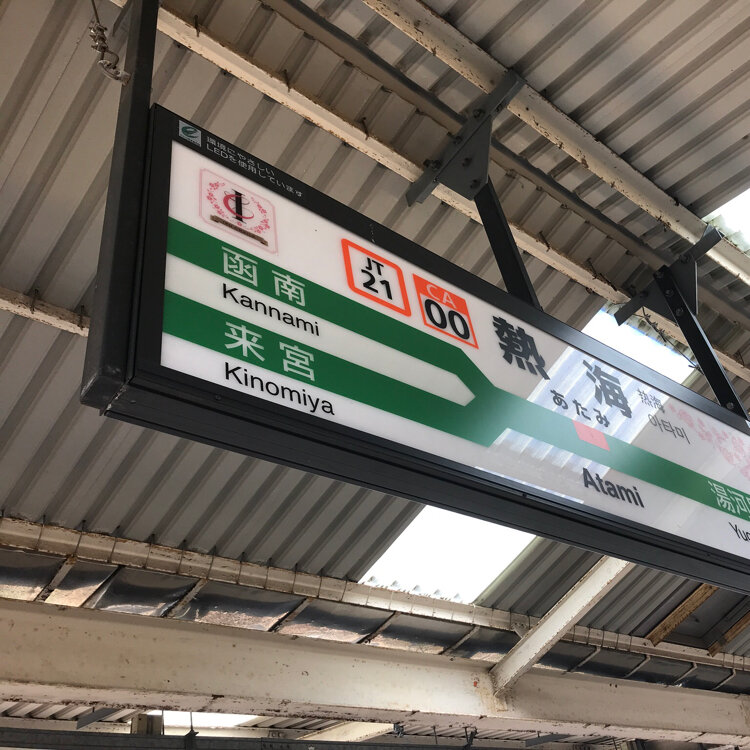 環境にやさしい
LEDを使用しています
函南
Kannami
来宮
Kinomiya
JT
21
CA
00
熱海
あたみ
热海
아타미
Atami
湯河
Yug